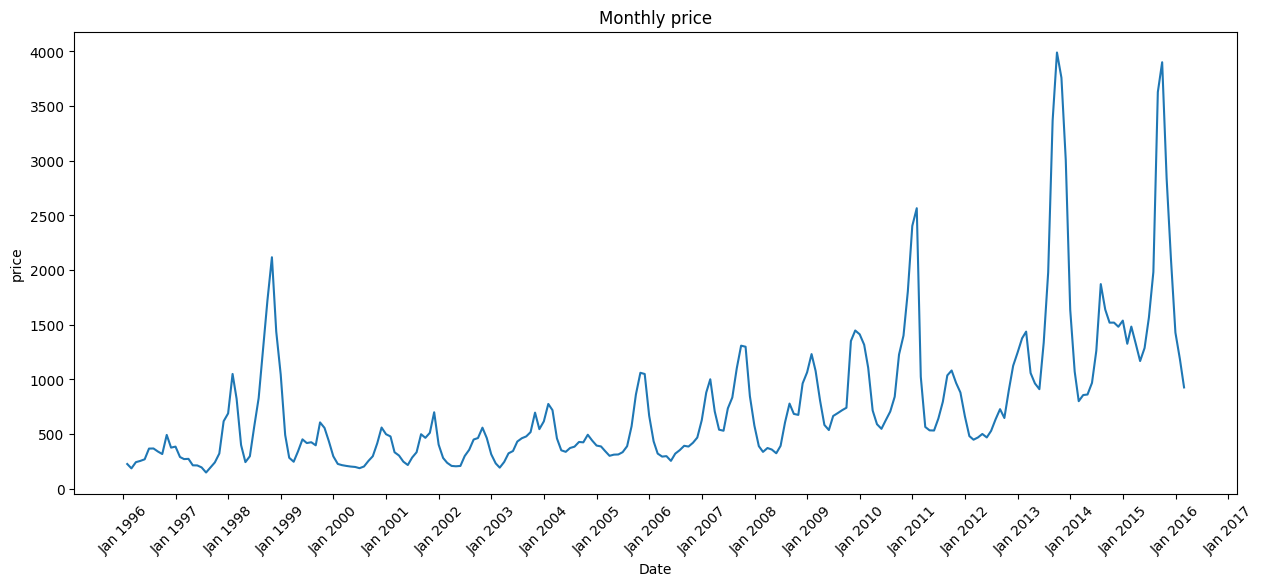 Monthly price
price
4000
3500
3000
2500
2000
1500
1000
500
0
Jan 1996
Jan 1997
Jan 1998
Jan 1999
Jan 2000
Jan 2001
Jan 2002
Jan 2003
Jan 2004
Jan 2005
Jan 2006
Jan 2007
Jan 2008
Jan 2009
Jan 2010
Jan 2011
Jan 2012
Jan 2013
Jan 2014
Jan 2015
Jan 2016
Jan 2017
Date